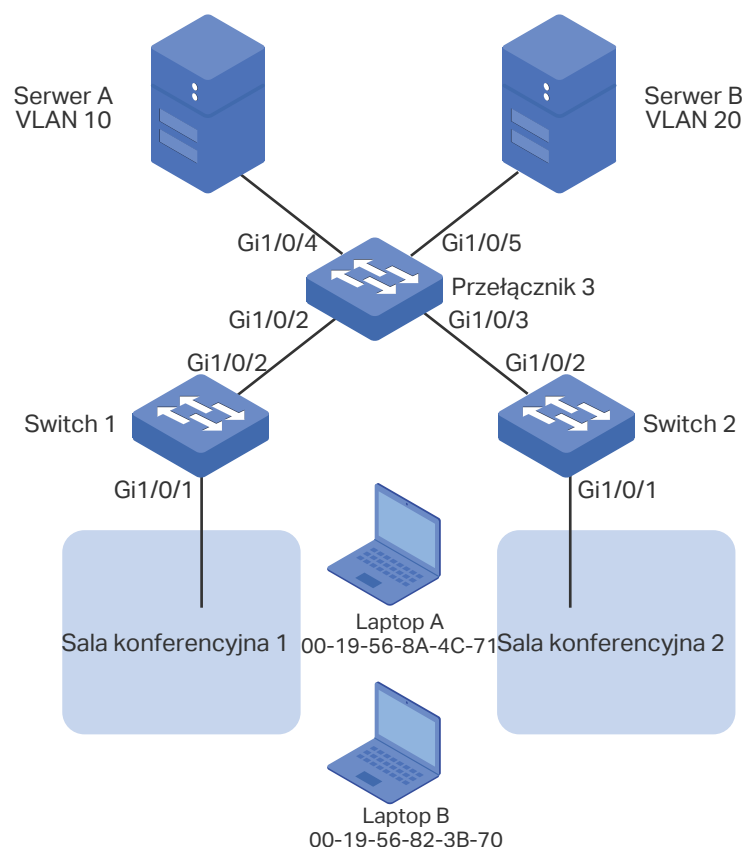 Serwer A
VLAN 10
Serwer B
VLAN 20
Gi1/0/4
Gi1/0/5
Przełącznik 3
Gi1/0/2
Gi1/0/3
Gi1/0/2
Gi1/0/2
Switch 1
Switch 2
Gi1/0/1
Gi1/0/1
Laptop A
00-19-56-8A-4C-71
Sala konferencyjna 1
Sala konferencyjna 2
Laptop B
00-19-56-82-3B-70